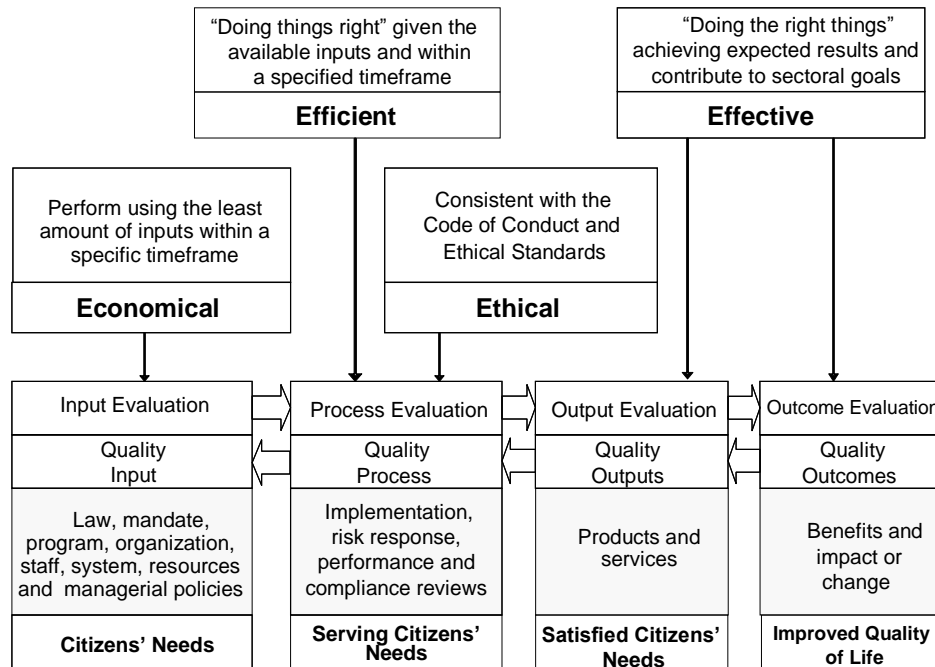 “Doing things right” given the
available inputs and within
a specified timeframe
Efficient
“Doing the right things”
achieving expected results and
contribute to sectoral goals
Effective
Perform using the least
amount of inputs within a
specific timeframe
Economical
Consistent with the
Code of Conduct and
Ethical Standards
Ethical
Input Evaluation
Process Evaluation
Output Evaluation
Outcome Evaluation
Quality
Input
Quality
Process
Quality
Outputs
Quality
Outcomes
Law, mandate,
program, organization,
staff, system, resources
and managerial policies
Implementation,
risk response,
performance and
compliance reviews
Products and
services
Benefits and
impact or
change
Citizens’ Needs
Serving Citizens’
Needs
Satisfied Citizens’
Needs
Improved Quality
of Life